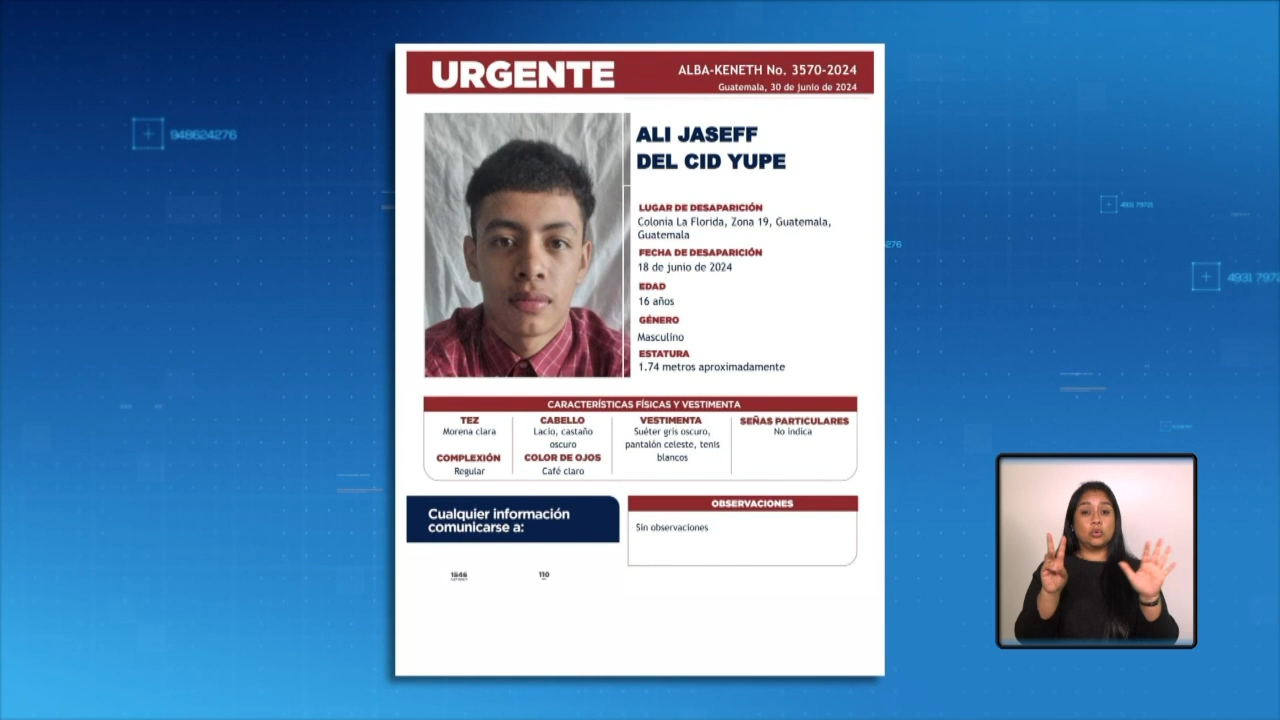 URGENTE
ALBA-KENETH No. 3570-2024
Guatemala, 30 de junio de 2024
ALI JASEFF
DEL CID YUPE
LUGAR DE DESAPARICIÓN
Colonia La Florida, Zona 19, Guatemala,
Guatemala
FECHA DE DESAPARICIÓN
18 de junio de 2024
EDAD
16 años
GÉNERO
Masculino
ESTATURA
1.74 metros aproximadamente
CARACTERÍSTICAS FÍSICAS Y VESTIMENTA
TEZ
Morena clara
COMPLEXIÓN
Regular
CABELLO
Lacio, castaño
oscuro
COLOR DE OJOS
Café claro
VESTIMENTA
Suéter gris oscuro,
pantalón celeste, tenis
blancos
SEÑAS PARTICULARES
No indica
Cualquier información
comunicarse a:
1546
110
OBSERVACIONES
Sin observaciones
948624276
4931 7972
276